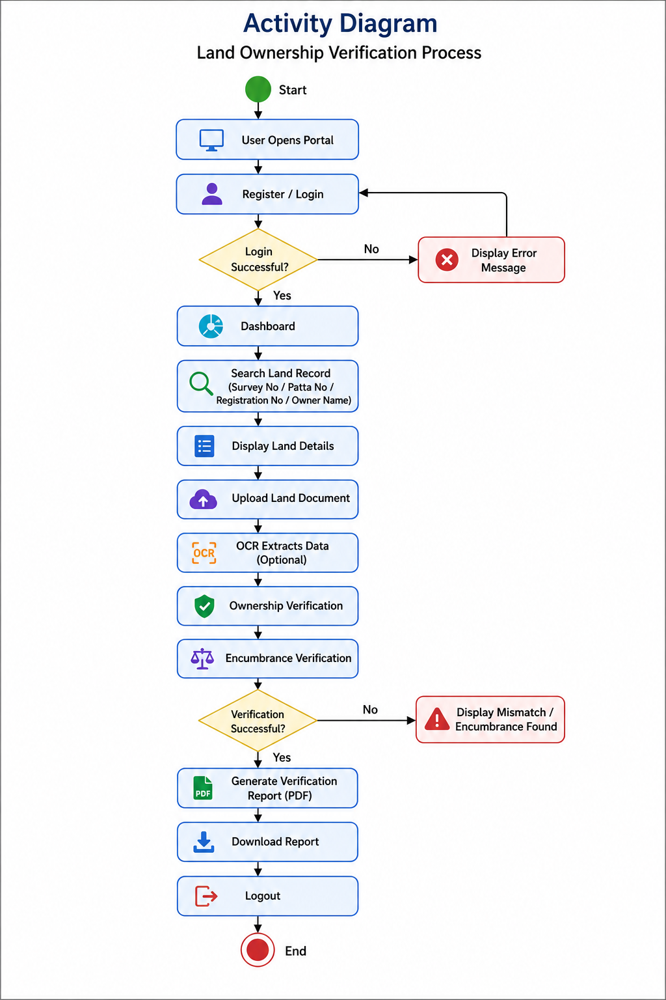 Activity Diagram
Land Ownership Verification Process
Start
User Opens Portal
Register / Login
Login
Successful?
No
Display Error
Message
Yes
Dashboard
Search Land Record
(Survey No / Patta No /
Registration No / Owner Name)
Display Land Details
Upload Land Document
OCR
OCR Extracts Data
(Optional)
Ownership Verification
Encumbrance Verification
Verification
Successful?
No
Display Mismatch /
Encumbrance Found
Yes
PDF
Generate Verification
Report (PDF)
Download Report
Logout
End